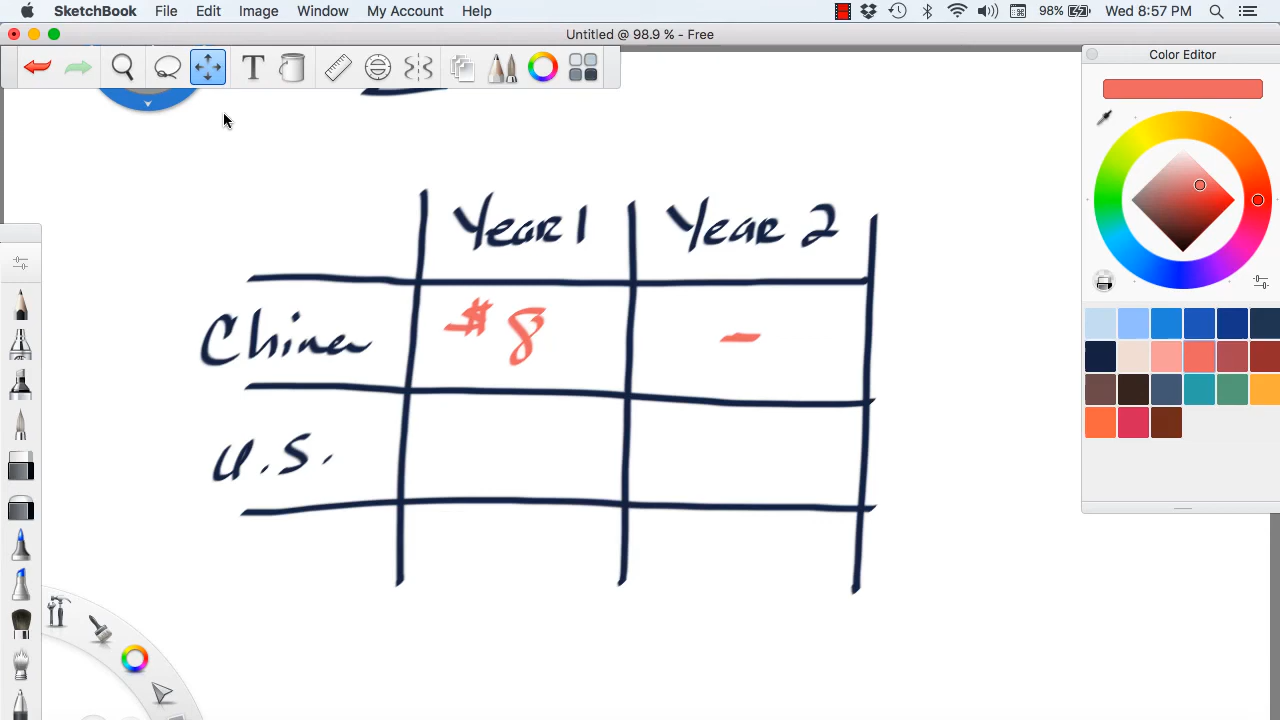 SketchBook File Edit Image Window My Account Help 98% Wed 8:57 PM
Untitled @ 98.9 % - Free
T
Color Editor
Year 1 Year 2
China $8 -
U.S.